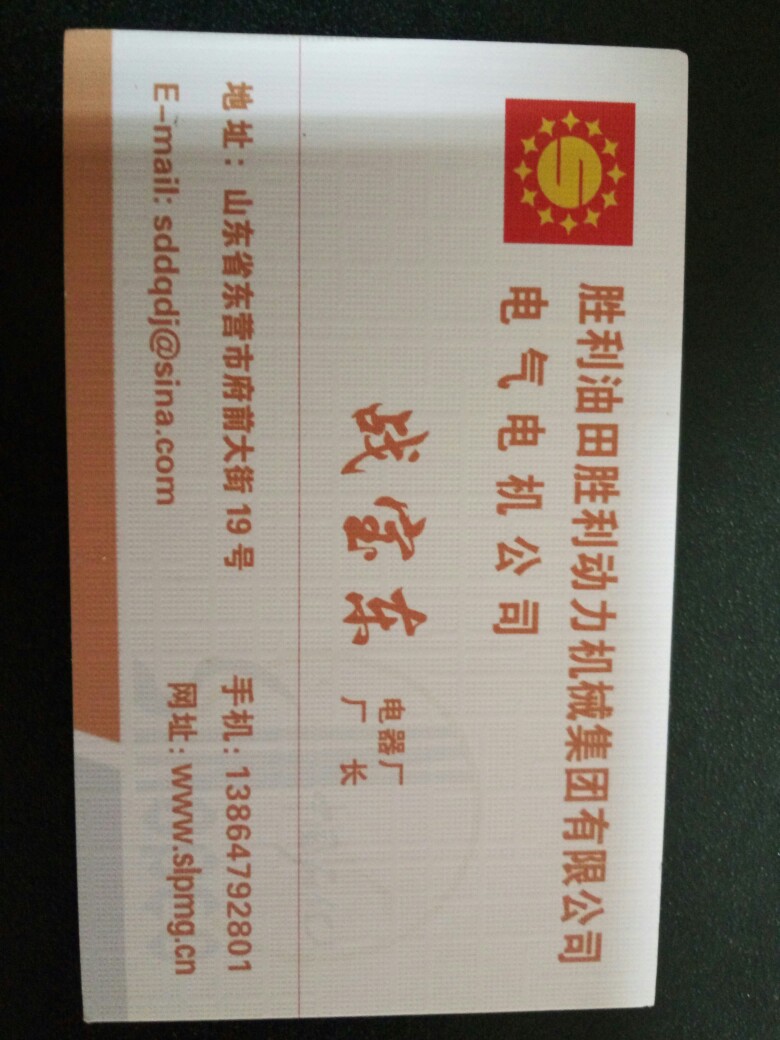 胜利油田胜利动力机械集团有限公司
电气电机公司
战宝东
电器厂
厂长
地址：山东省东营市府前大街19号
手机：13864792801
E-mail: sddqdj@sina.com
网址：www.slpmg.cn